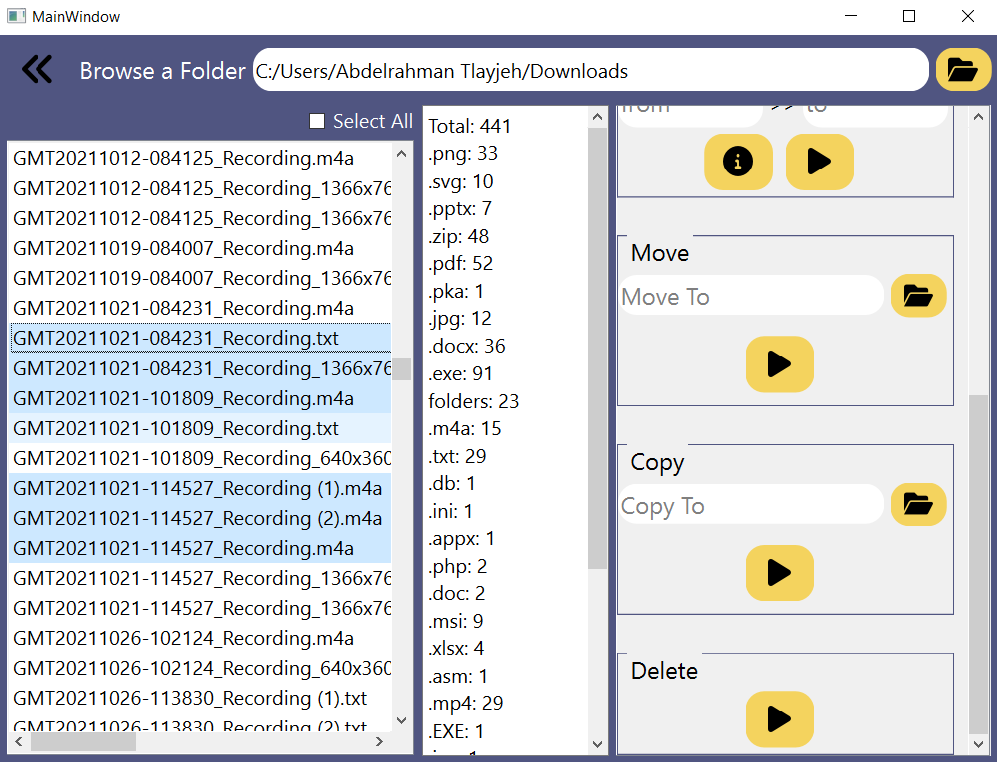 MainWindow
Browse a Folder
C:/Users/Abdelrahman Tlayjeh/Downloads
Select All
GMT20211012-084125_Recording.m4a
GMT20211012-084125_Recording_1366x76
GMT20211012-084125_Recording_1366x76
GMT20211019-084007_Recording.m4a
GMT20211019-084007_Recording_1366x76
GMT20211021-084231_Recording.m4a
GMT20211021-084231_Recording.txt
GMT20211021-084231_Recording_1366x76
GMT20211021-101809_Recording.m4a
GMT20211021-101809_Recording.txt
GMT20211021-101809_Recording_640x360
GMT20211021-114527_Recording (1).m4a
GMT20211021-114527_Recording (2).m4a
GMT20211021-114527_Recording.m4a
GMT20211021-114527_Recording_1366x76
GMT20211021-114527_Recording_1366x76
GMT20211026-102124_Recording.m4a
GMT20211026-102124_Recording_640x360
GMT20211026-113830_Recording (1).txt
GMT20211026-113830_Recording (2).txt
Total: 441
.png: 33
.svg: 10
.pptx: 7
.zip: 48
.pdf: 52
.pka: 1
.jpg: 12
.docx: 36
.exe: 91
folders: 23
.m4a: 15
.txt: 29
.db: 1
.ini: 1
.appx: 1
.php: 2
.doc: 2
.msi: 9
.xlsx: 4
.asm: 1
.mp4: 29
.EXE: 1
from >> to
Move
Move To
Copy
Copy To
Delete